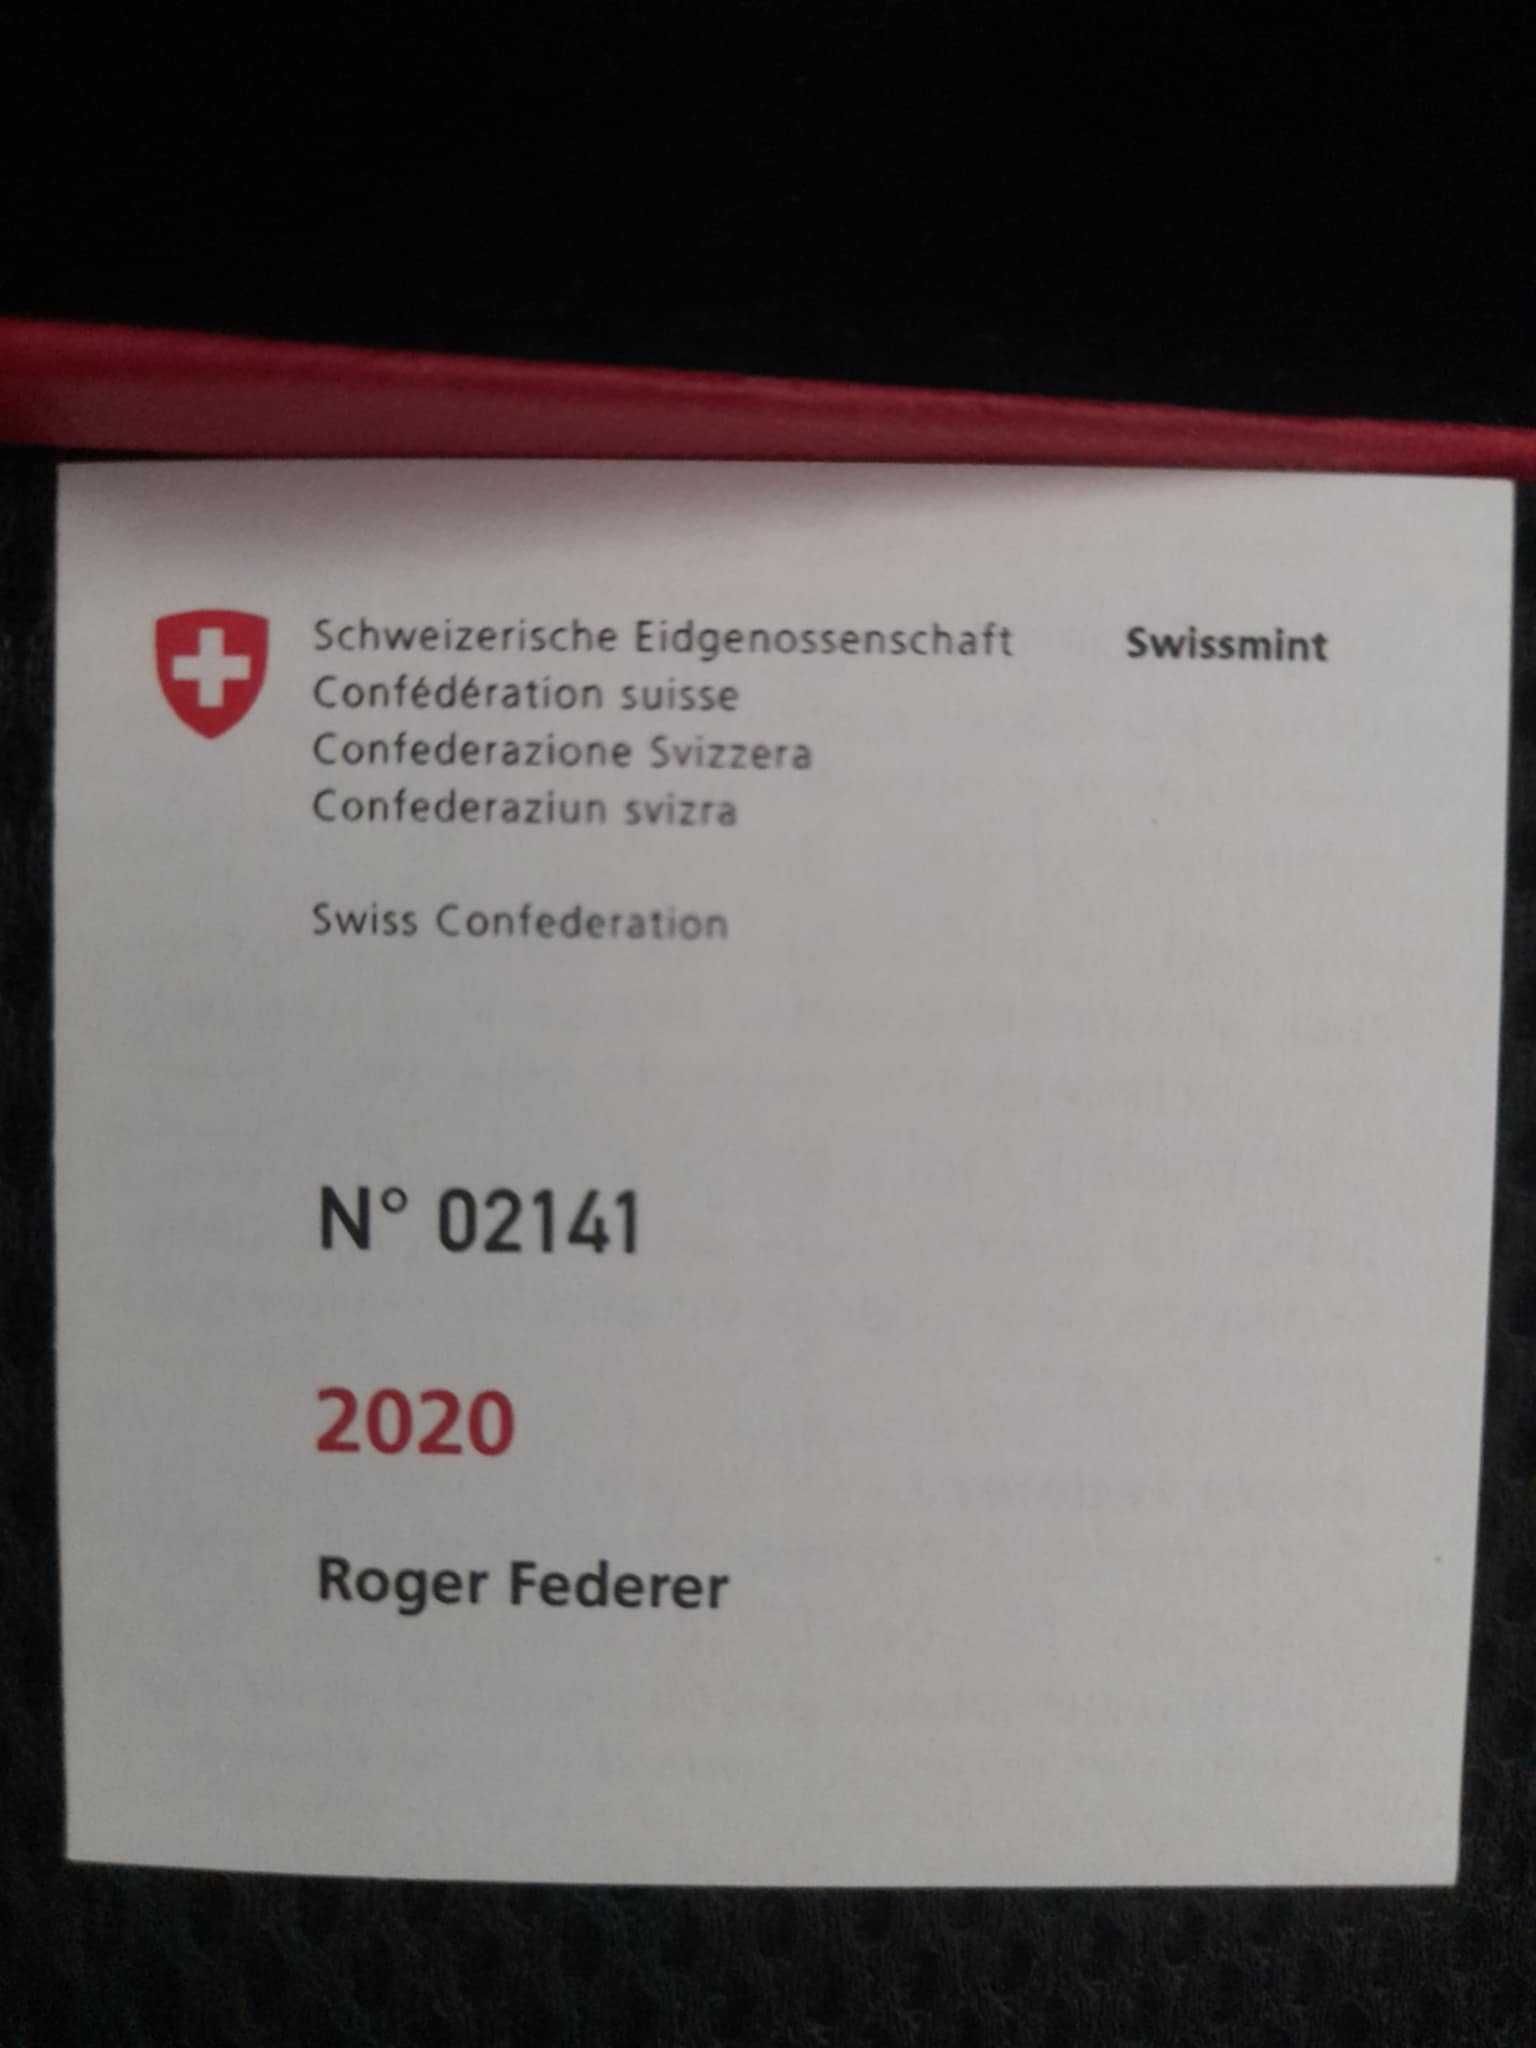 Schweizerische Eidgenossenschaft
Confédération suisse
Confederazione Svizzera
Confederaziun svizra
Swiss Confederation
Swissmint
N° 02141
2020
Roger Federer